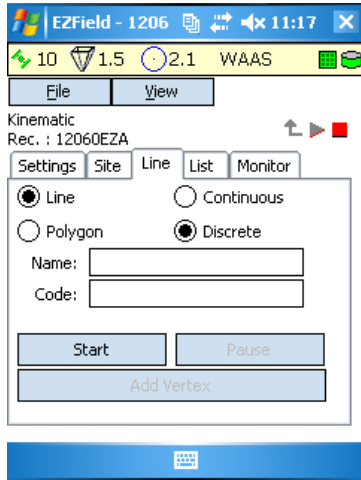 EZField - 1206 11:17
10 1.5 2.1 WAAS
File View
Kinematic
Rec. : 12060EZA
Settings Site Line List Monitor
Line Continuous
Polygon Discrete
Name:
Code:
Start Pause
Add Vertex